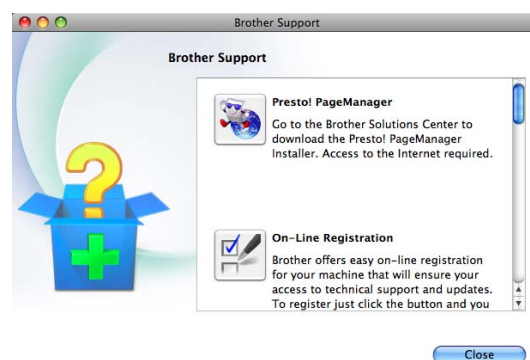 Brother Support
Brother Support
Presto! PageManager
Go to the Brother Solutions Center to
download the Presto! PageManager
Installer. Access to the Internet required.
On-Line Registration
Brother offers easy on-line registration
for your machine that will ensure your
access to technical support and updates.
To register just click the button and you
Close